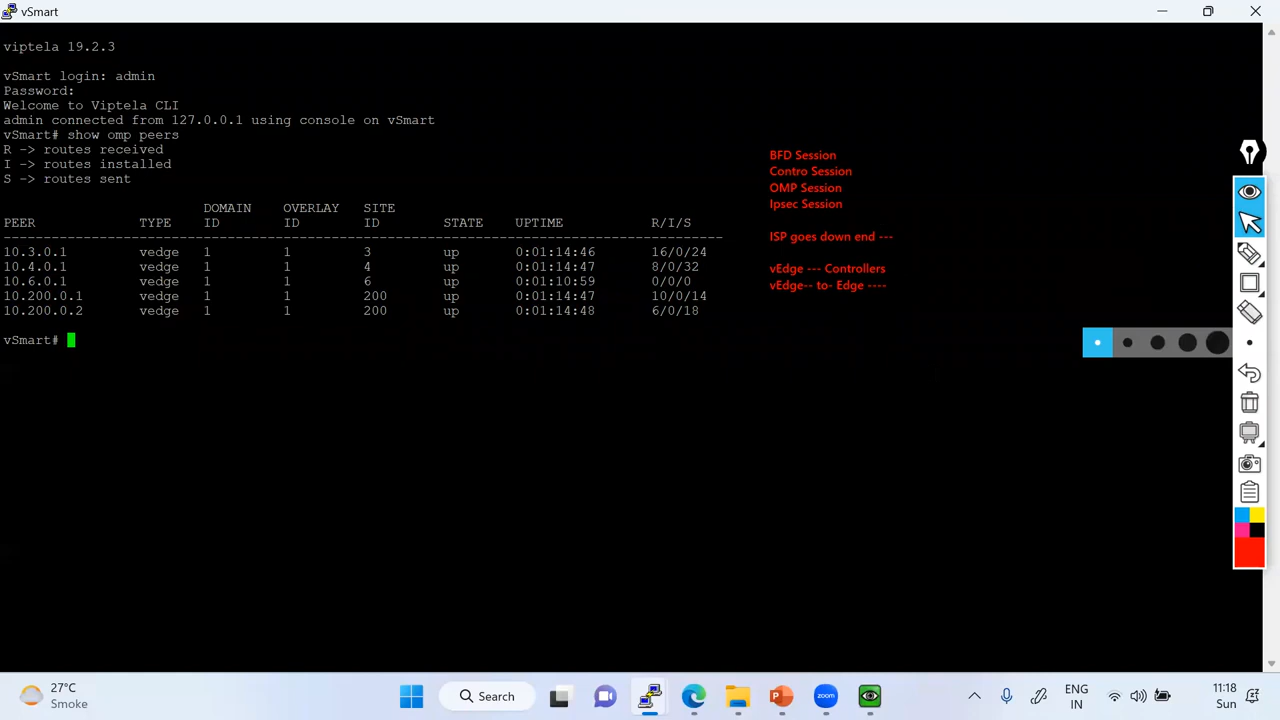 vSmart
viptela 19.2.3
vSmart login: admin
Password:
Welcome to Viptela CLI
admin connected from 127.0.0.1 using console on vSmart
vSmart# show omp peers
R -> routes received
I -> routes installed
S -> routes sent
DOMAIN OVERLAY SITE
PEER TYPE ID ID ID STATE UPTIME R/I/S
10.3.0.1 vedge 1 1 3 up 0:01:14:46 16/0/24
10.4.0.1 vedge 1 1 4 up 0:01:14:47 8/0/32
10.6.0.1 vedge 1 1 6 up 0:01:10:59 0/0/0
10.200.0.1 vedge 1 1 200 up 0:01:14:47 10/0/14
10.200.0.2 vedge 1 1 200 up 0:01:14:48 6/0/18
vSmart#
BFD Session
Contro Session
OMP Session
Ipsec Session
ISP goes down end ---
vEdge --- Controllers
vEdge-- to- Edge ----
27°C
Smoke
Search
zoom
ENG
IN
11:18
Sun